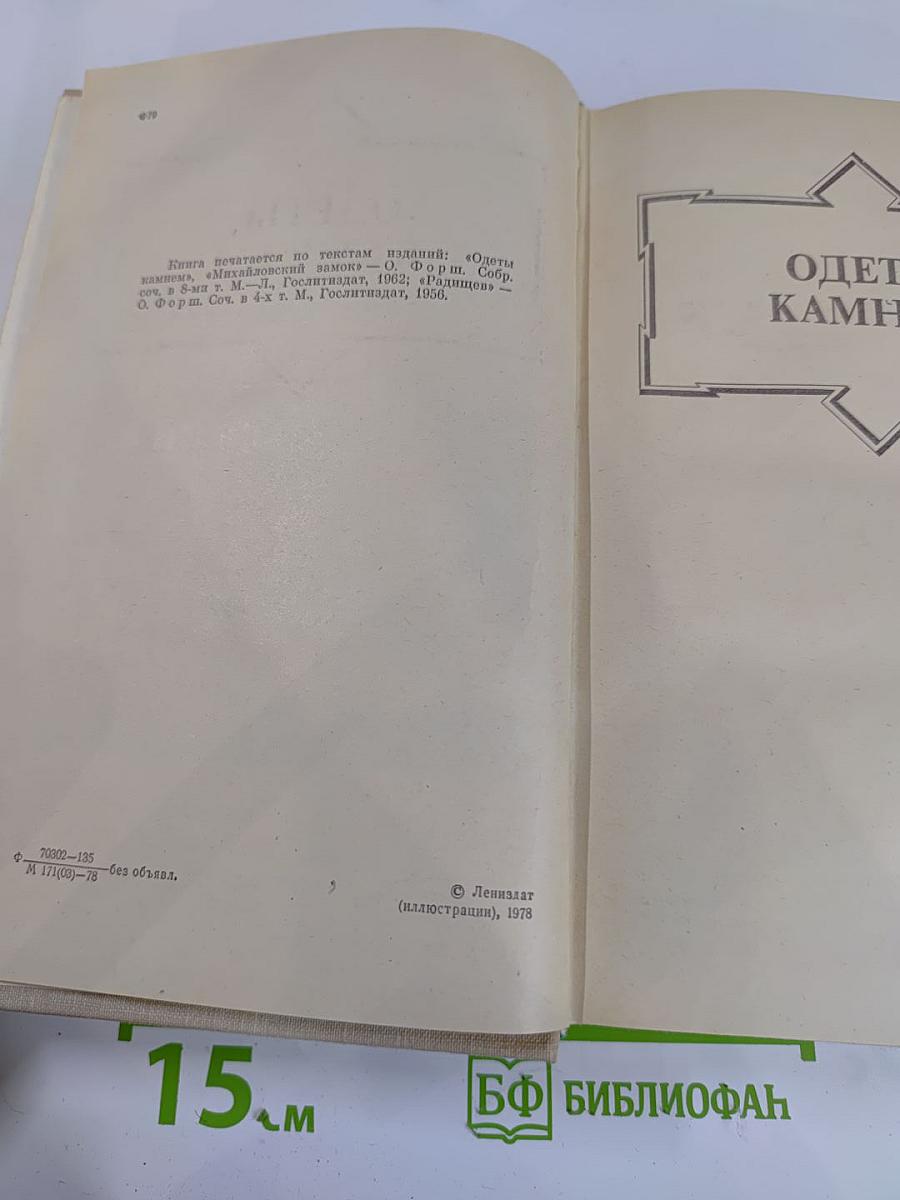 Ф-79
Книга печатается по текстам изданий: «Одеты
камнем», «Михайловский замок» — О. Форш. Собр.
соч. в 8-ми т. М.—Л., Гослитиздат, 1962; «Радищев» —
О. Форш. Соч. в 4-х т. М., Гослитиздат, 1956.
Ф 70302—135
М 171(03)—78 —без объявл.
© Лениздат
(иллюстрации), 1978
ОДЕТ
КАМН
15 см
БФ БИБЛИОФАН